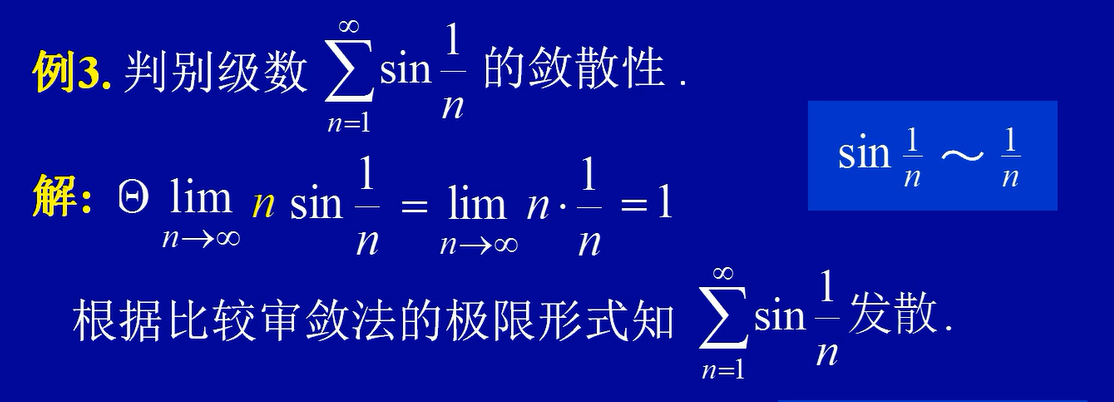 例3. 判别级数 $\sum_{n=1}^{\infty} \sin \frac{1}{n}$ 的敛散性 .
$\sin \frac{1}{n} \sim \frac{1}{n}$
解: Θ $\lim_{n \to \infty} n \sin \frac{1}{n} = \lim_{n \to \infty} n \cdot \frac{1}{n} = 1$
根据比较审敛法的极限形式知 $\sum_{n=1}^{\infty} \sin \frac{1}{n}$ 发散 .